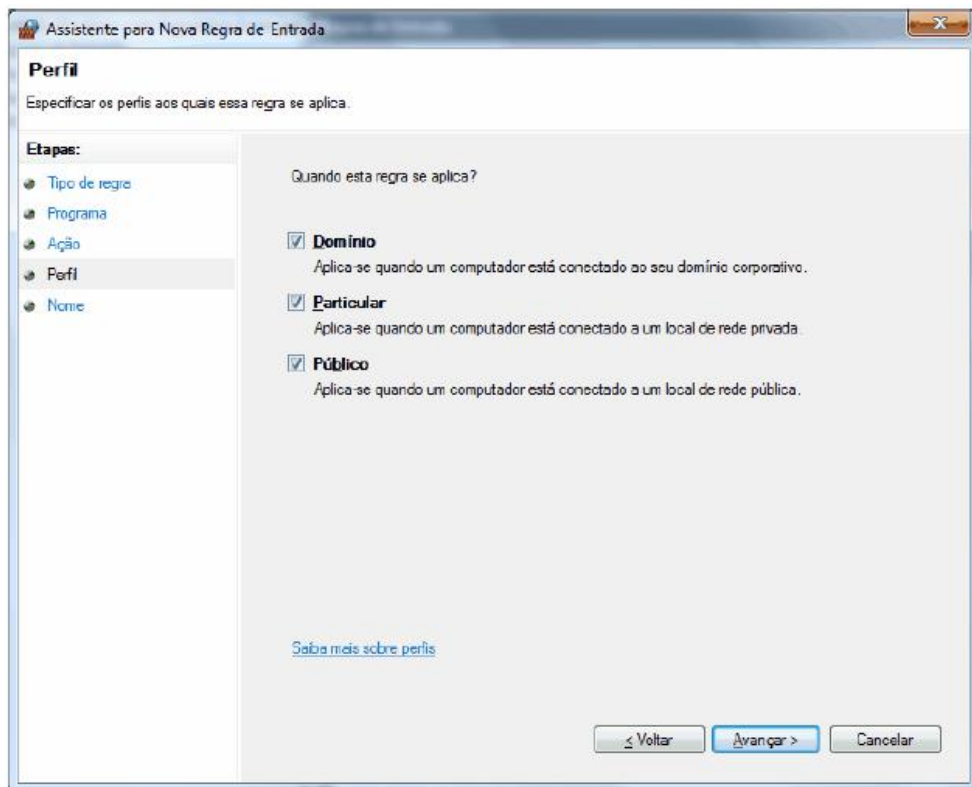 Assistente para Nova Regra de Entrada
Perfil
Especificar os perfis aos quais essa regra se aplica.
Etapas:
Tipo de regra
Programa
Ação
Perfil
Nome
Quando esta regra se aplica?
Domínio
Aplica-se quando um computador está conectado ao seu domínio corporativo.
Particular
Aplica-se quando um computador está conectado a um local de rede privada.
Público
Aplica-se quando um computador está conectado a um local de rede pública.
Saiba mais sobre perfis
< Voltar
Avançar >
Cancelar